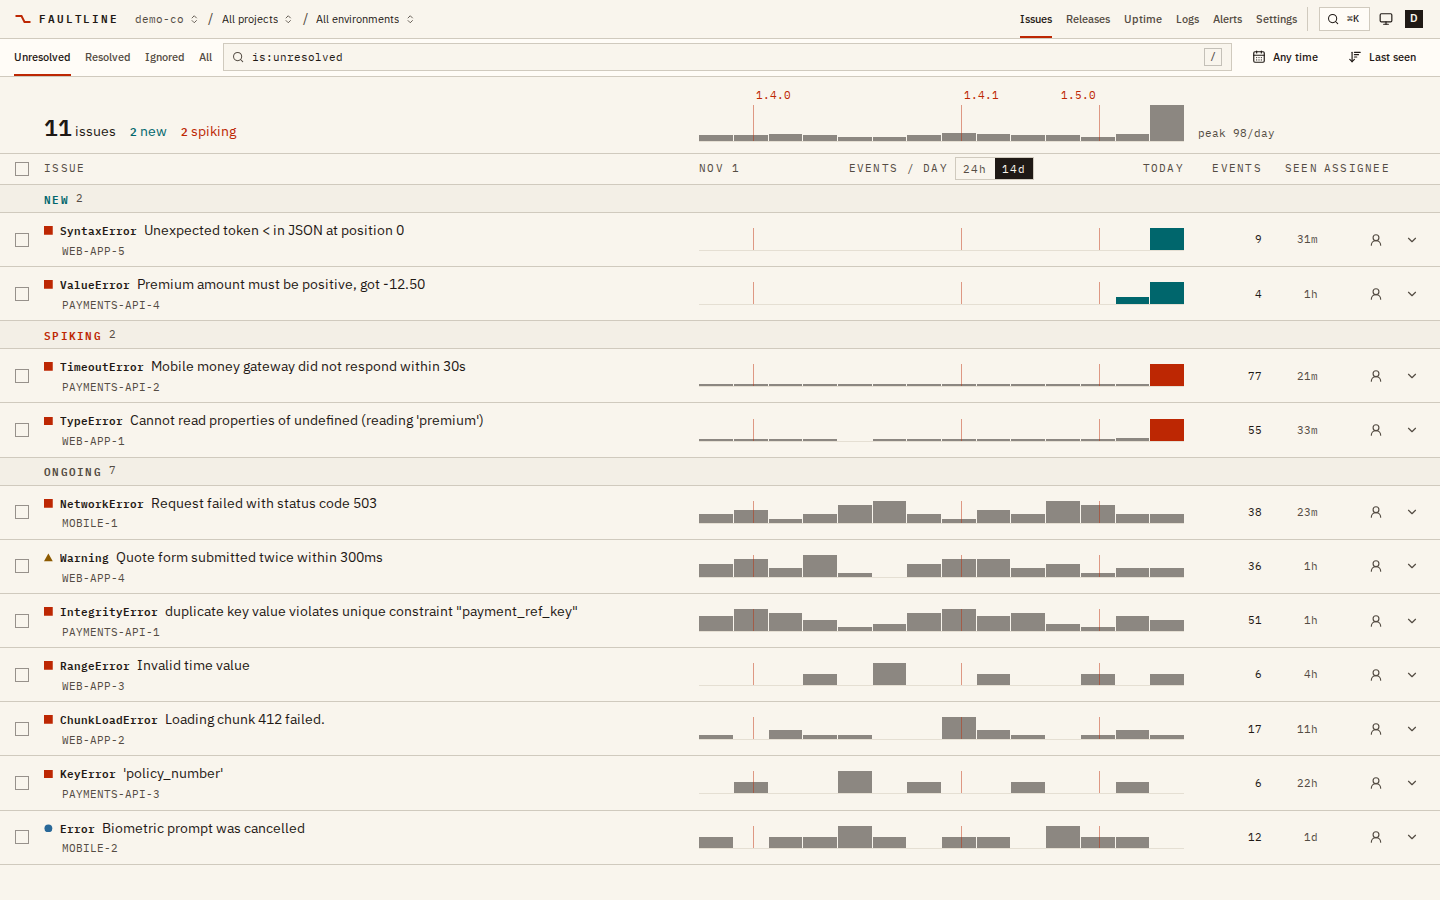 FAULTLINE demo-co / All projects / All environments Issues Releases Uptime Logs Alerts Settings ⌘K D
Unresolved Resolved Ignored All is:unresolved / Any time Last seen
1.4.0 1.4.1 1.5.0
11 issues 2 new 2 spiking peak 98/day
ISSUE NOV 1 EVENTS / DAY 24h 14d TODAY EVENTS SEEN ASSIGNEE
NEW 2
SyntaxError Unexpected token < in JSON at position 0
WEB-APP-5 9 31m
ValueError Premium amount must be positive, got -12.50
PAYMENTS-API-4 4 1h
SPIKING 2
TimeoutError Mobile money gateway did not respond within 30s
PAYMENTS-API-2 77 21m
TypeError Cannot read properties of undefined (reading 'premium')
WEB-APP-1 55 33m
ONGOING 7
NetworkError Request failed with status code 503
MOBILE-1 38 23m
Warning Quote form submitted twice within 300ms
WEB-APP-4 36 1h
IntegrityError duplicate key value violates unique constraint "payment_ref_key"
PAYMENTS-API-1 51 1h
RangeError Invalid time value
WEB-APP-3 6 4h
ChunkLoadError Loading chunk 412 failed.
WEB-APP-2 17 11h
KeyError 'policy_number'
PAYMENTS-API-3 6 22h
Error Biometric prompt was cancelled
MOBILE-2 12 1d